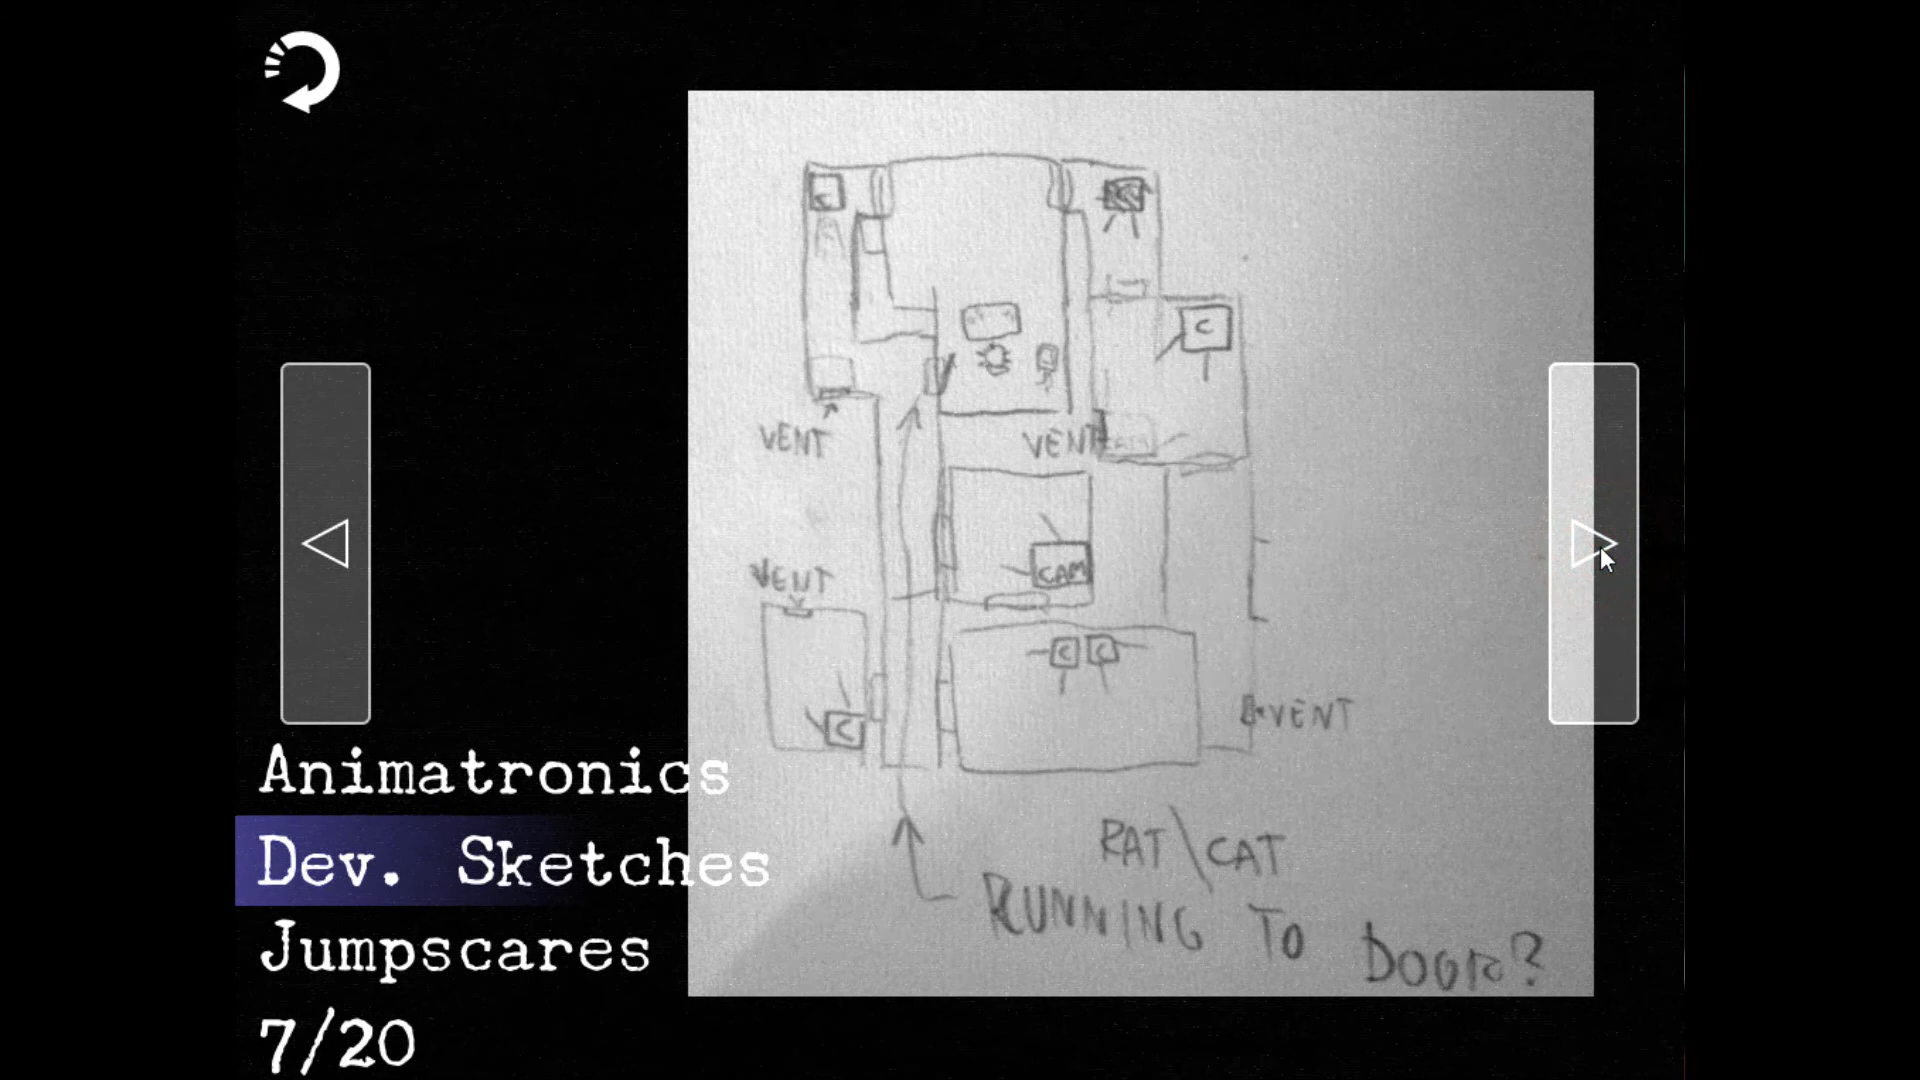 C
C
VENT
VENT
VENT
CAM
C C
C
VENT
RAT\CAT
RUNNING TO DOOR?
Animatronics
Dev. Sketches
Jumpscares
7/20